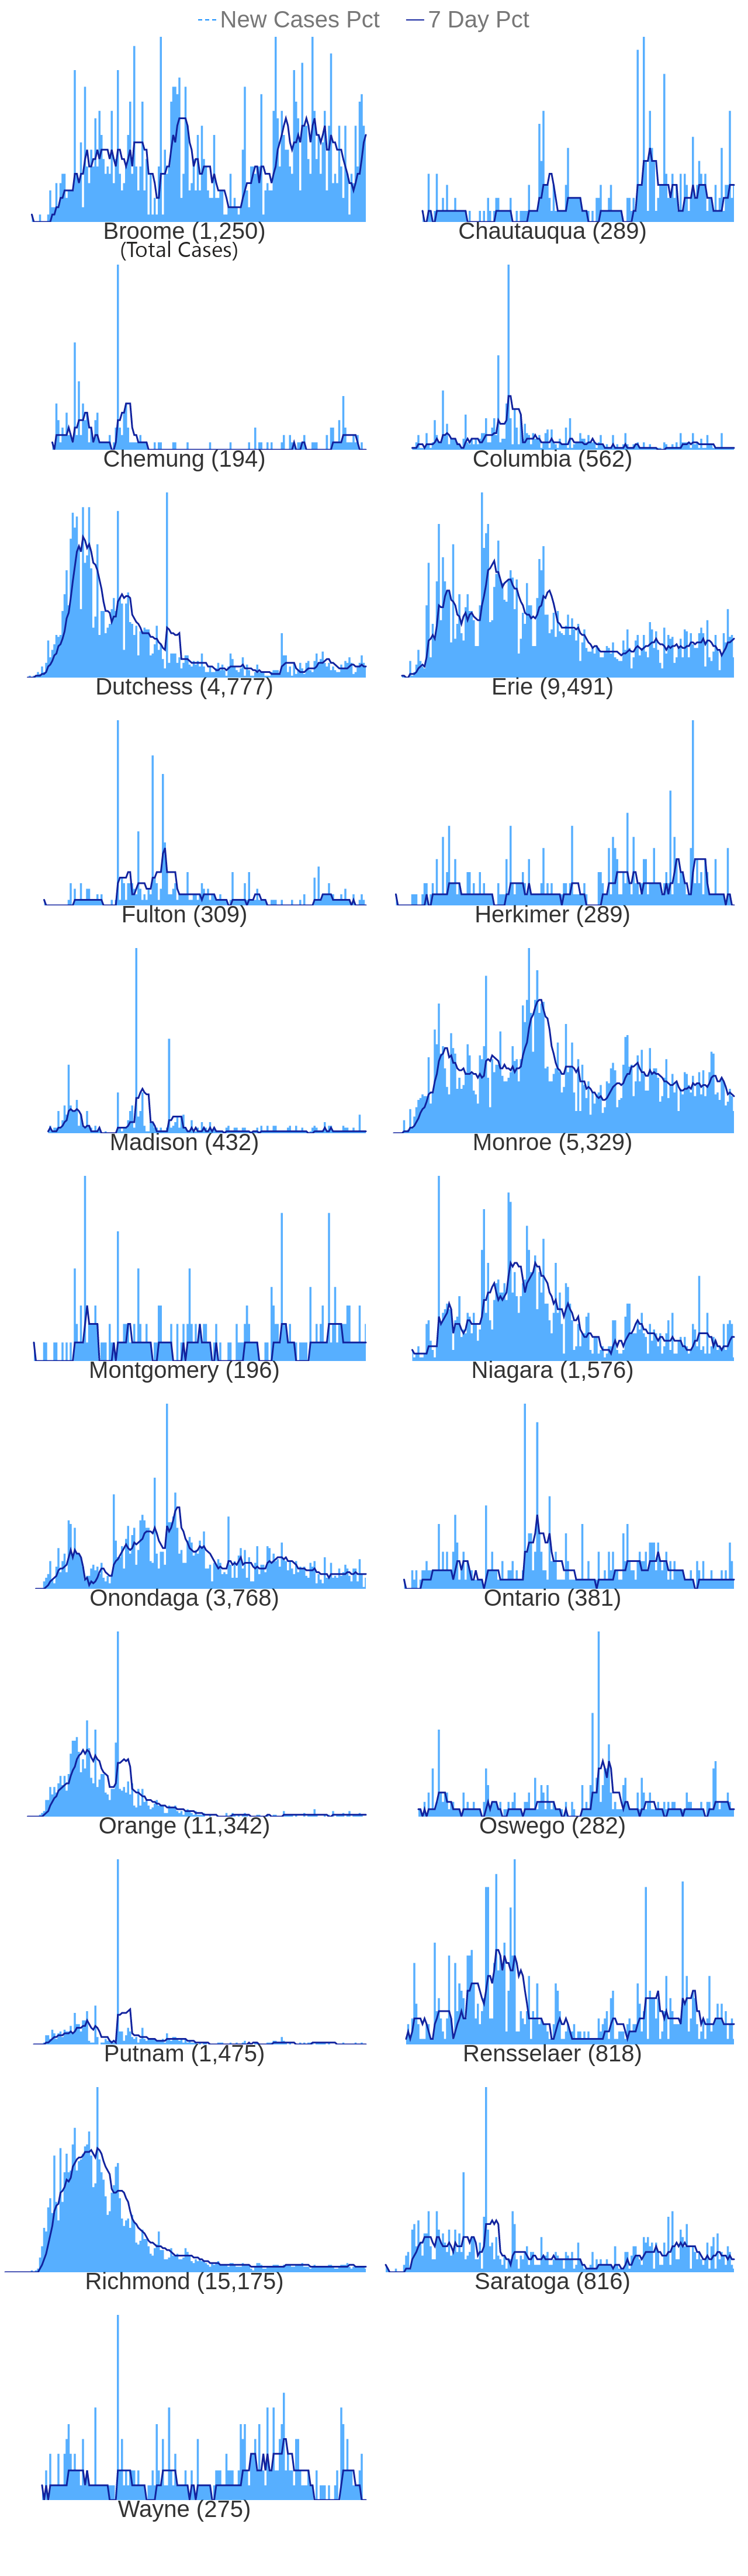 New Cases Pct 7 Day Pct
Broome (1,250) Chautauqua (289)
(Total Cases)
Chemung (194) Columbia (562)
Dutchess (4,777) Erie (9,491)
Fulton (309) Herkimer (289)
Madison (432) Monroe (5,329)
Montgomery (196) Niagara (1,576)
Onondaga (3,768) Ontario (381)
Orange (11,342) Oswego (282)
Putnam (1,475) Rensselaer (818)
Richmond (15,175) Saratoga (816)
Wayne (275)